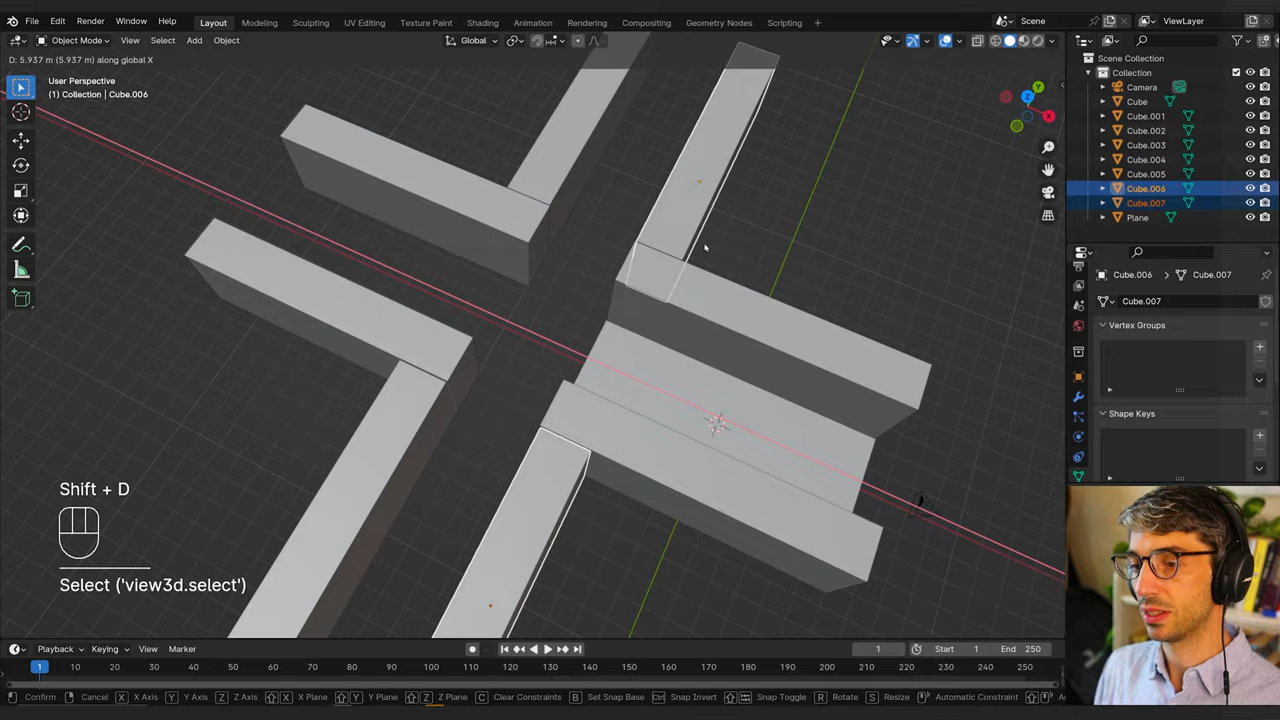 File Edit Render Window Help Layout Modeling Sculpting UV Editing Texture Paint Shading Animation Rendering Compositing Geometry Nodes Scripting + Scene ViewLayer
Object Mode View Select Add Object Global
D: 5.937 m (5.937 m) along global X
User Perspective
(1) Collection | Cube.006
Z
Y
X
Scene Collection
Collection
Camera
Cube
Cube.001
Cube.002
Cube.003
Cube.004
Cube.005
Cube.006
Cube.007
Plane
Cube.006 > Cube.007
Cube.007
Vertex Groups
Shape Keys
Shift + D
Select ('view3d.select')
Playback Keying View Marker 1 Start 1 End 250
1 10 20 30 40 50 60 70 80 90 100 110 120 130 140 150 160 170 180 190 200 210 220 230 240 250
Confirm Cancel X X Axis Y Y Axis Z Z Axis X X Plane Y Y Plane Z Z Plane C Clear Constraints B Set Snap Base Ctrl Snap Invert Snap Toggle R Rotate S Resize Automatic Constraint